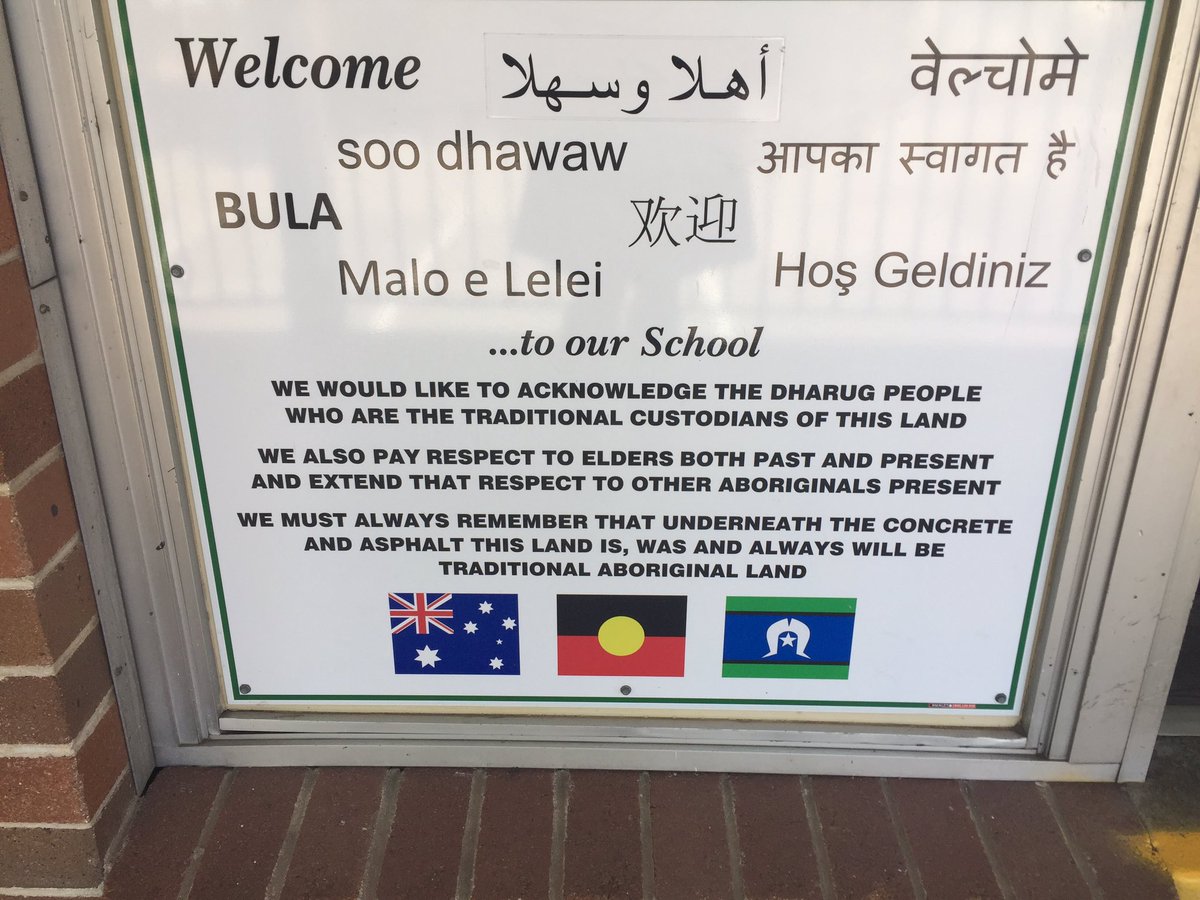 Welcome
أهلا وسهلا
वेल्चोमे
soo dhawaw
आपका स्वागत है
BULA
欢迎
Malo e Lelei
Hoş Geldiniz
...to our School
WE WOULD LIKE TO ACKNOWLEDGE THE DHARUG PEOPLE
WHO ARE THE TRADITIONAL CUSTODIANS OF THIS LAND
WE ALSO PAY RESPECT TO ELDERS BOTH PAST AND PRESENT
AND EXTEND THAT RESPECT TO OTHER ABORIGINALS PRESENT
WE MUST ALWAYS REMEMBER THAT UNDERNEATH THE CONCRETE
AND ASPHALT THIS LAND IS, WAS AND ALWAYS WILL BE
TRADITIONAL ABORIGINAL LAND